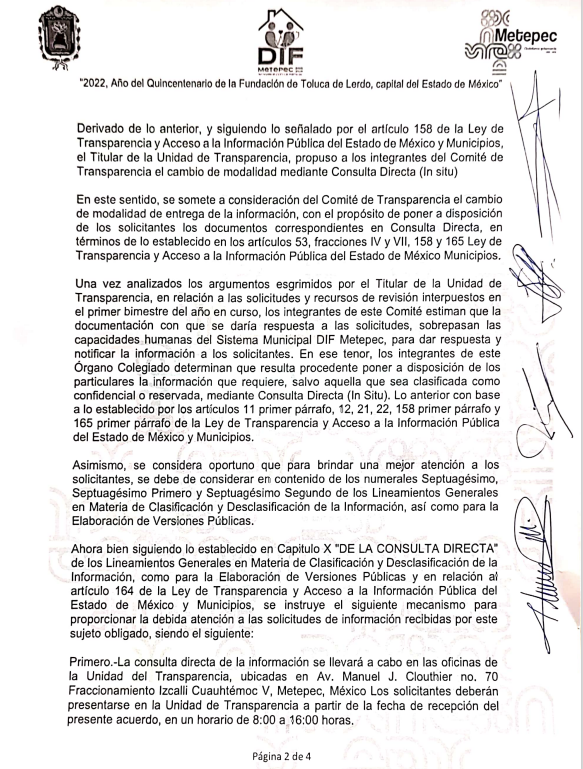 DIF
METEPEC
Metepec
"2022, Año del Quincentenario de la Fundación de Toluca de Lerdo, capital del Estado de México"
Derivado de lo anterior, y siguiendo lo señalado por el artículo 158 de la Ley de
Transparencia y Acceso a la Información Pública del Estado de México y Municipios,
el Titular de la Unidad de Transparencia, propuso a los integrantes del Comité de
Transparencia el cambio de modalidad mediante Consulta Directa (In situ)
En este sentido, se somete a consideración del Comité de Transparencia el cambio
de modalidad de entrega de la información, con el propósito de poner a disposición
de los solicitantes los documentos correspondientes en Consulta Directa, en
términos de lo establecido en los artículos 53, fracciones IV y VII, 158 y 165 Ley de
Transparencia y Acceso a la Información Pública del Estado de México Municipios.
Una vez analizados los argumentos esgrimidos por el Titular de la Unidad de
Transparencia, en relación a las solicitudes y recursos de revisión interpuestos en
el primer bimestre del año en curso, los integrantes de este Comité estiman que la
documentación con que se daría respuesta a las solicitudes, sobrepasan las
capacidades humanas del Sistema Municipal DIF Metepec, para dar respuesta y
notificar la información a los solicitantes. En ese tenor, los integrantes de este
Órgano Colegiado determinan que resulta procedente poner a disposición de los
particulares la información que requiere, salvo aquella que sea clasificada como
confidencial o reservada, mediante Consulta Directa (In Situ). Lo anterior con base
a lo establecido por los artículos 11 primer párrafo, 12, 21, 22, 158 primer párrafo y
165 primer párrafo de la Ley de Transparencia y Acceso a la Información Pública
del Estado de México y Municipios.
Asimismo, se considera oportuno que para brindar una mejor atención a los
solicitantes, se debe de considerar en contenido de los numerales Septuagésimo,
Septuagésimo Primero y Septuagésimo Segundo de los Lineamientos Generales
en Materia de Clasificación y Desclasificación de la Información, así como para la
Elaboración de Versiones Públicas.
Ahora bien siguiendo lo establecido en Capitulo X "DE LA CONSULTA DIRECTA"
de los Lineamientos Generales en Materia de Clasificación y Desclasificación de la
Información, como para la Elaboración de Versiones Públicas y en relación al
artículo 164 de la Ley de Transparencia y Acceso a la Información Pública del
Estado de México y Municipios, se instruye el siguiente mecanismo para
proporcionar la debida atención a las solicitudes de información recibidas por este
sujeto obligado, siendo el siguiente:
Primero.-La consulta directa de la información se llevará a cabo en las oficinas de
la Unidad del Transparencia, ubicadas en Av. Manuel J. Clouthier no. 70
Fraccionamiento Izcalli Cuauhtémoc V, Metepec, México Los solicitantes deberán
presentarse en la Unidad de Transparencia a partir de la fecha de recepción del
presente acuerdo, en un horario de 8:00 a 16:00 horas.
Página 2 de 4